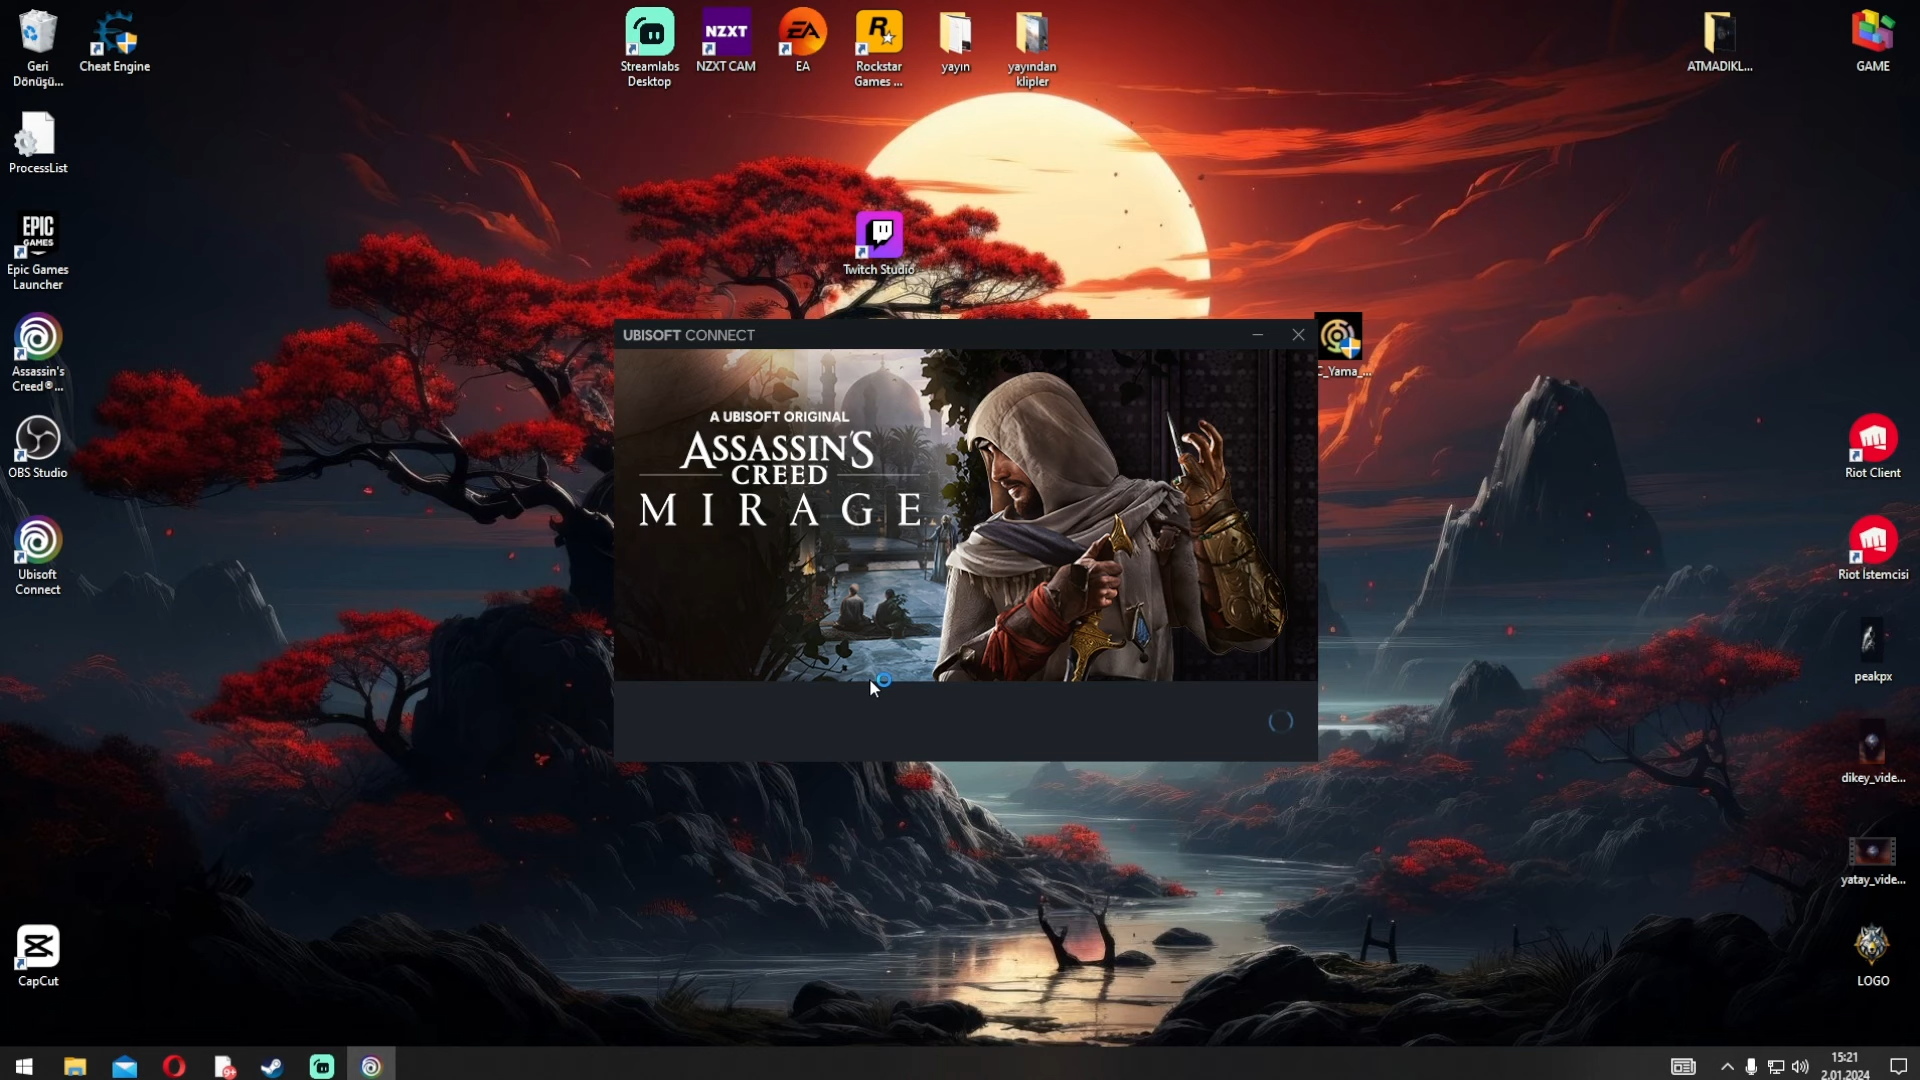 Geri
Dönüşü...
Cheat Engine
Streamlabs
Desktop
NZXT
NZXT CAM
EA
EA
R
Rockstar
Games ...
yayın
yayından
klipler
ATMADIKL...
GAME
ProcessList
EPIC
GAMES
Epic Games
Launcher
Twitch Studio
Assassin's
Creed®...
UBISOFT CONNECT
C_Yama_...
A UBISOFT ORIGINAL
ASSASSIN'S
CREED
MIRAGE
OBS Studio
Riot Client
Ubisoft
Connect
Riot İstemcisi
peakpx
dikey_vide...
yatay_vide...
CapCut
LOGO
9+
15:21
2.01.2024